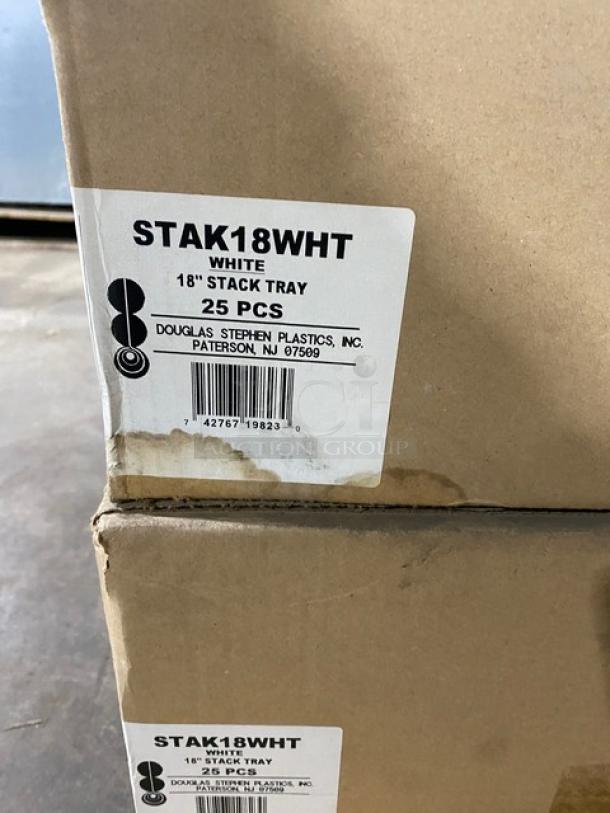 STAK18WHT
WHITE
18" STACK TRAY
25 PCS
DOUGLAS STEPHEN PLASTICS, INC.
PATERSON, NJ 07509
7 42767 19823 0
AUCTION GROUP
STAK18WHT
WHITE
18" STACK TRAY
25 PCS
DOUGLAS STEPHEN PLASTICS, INC.
PATERSON, NJ 07509